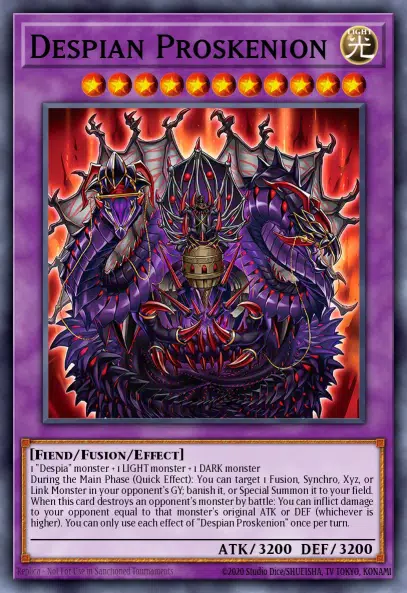 Despian Proskenion
LIGHT
光
[Fiend/Fusion/Effect]
1 "Despia" monster + 1 LIGHT monster + 1 DARK monster
During the Main Phase (Quick Effect): You can target 1 Fusion, Synchro, Xyz, or
Link Monster in your opponent's GY; banish it, or Special Summon it to your field.
When this card destroys an opponent's monster by battle: You can inflict damage
to your opponent equal to that monster's original ATK or DEF (whichever is
higher). You can only use each effect of "Despian Proskenion" once per turn.
ATK/3200 DEF/3200
Replica - Not For Use in Sanctioned Tournaments
©2020 Studio Dice/SHUEISHA, TV TOKYO, KONAMI